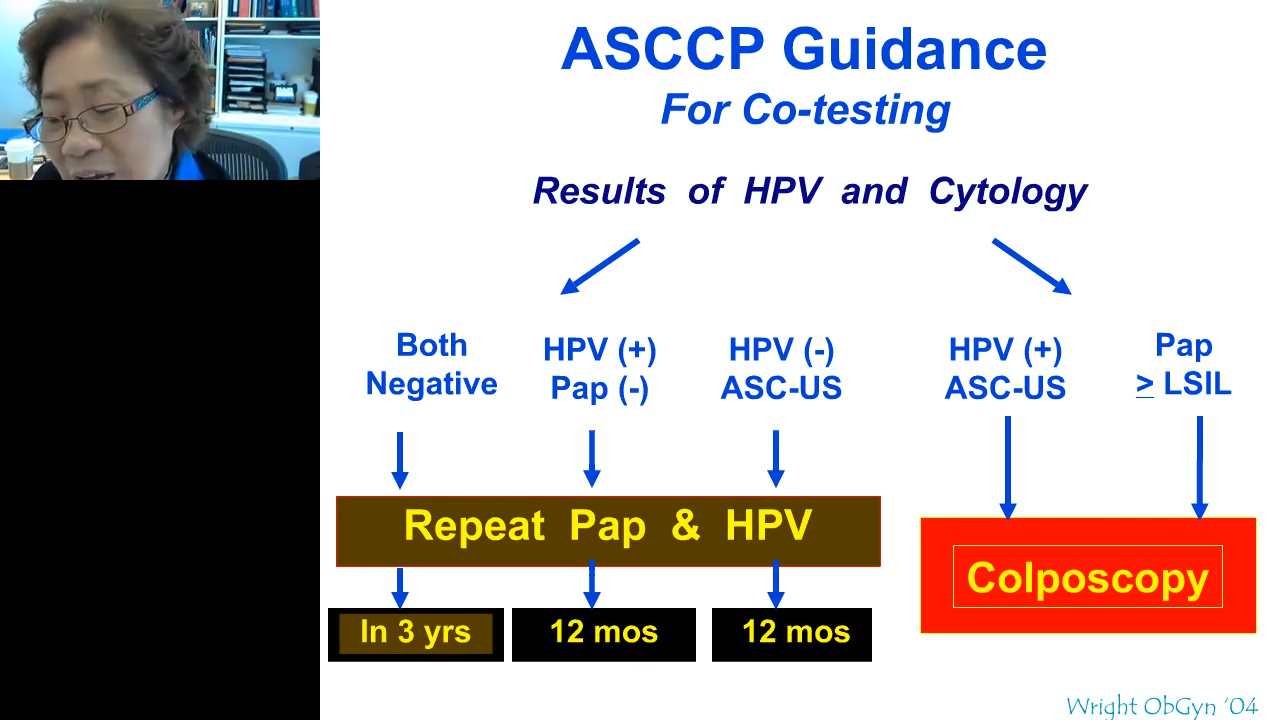 ASCCP Guidance
For Co-testing
Results of HPV and Cytology
Both
Negative
HPV (+)
Pap (-)
HPV (-)
ASC-US
HPV (+)
ASC-US
Pap
≥ LSIL
Repeat Pap & HPV
In 3 yrs
12 mos
12 mos
Colposcopy
Wright ObGyn '04